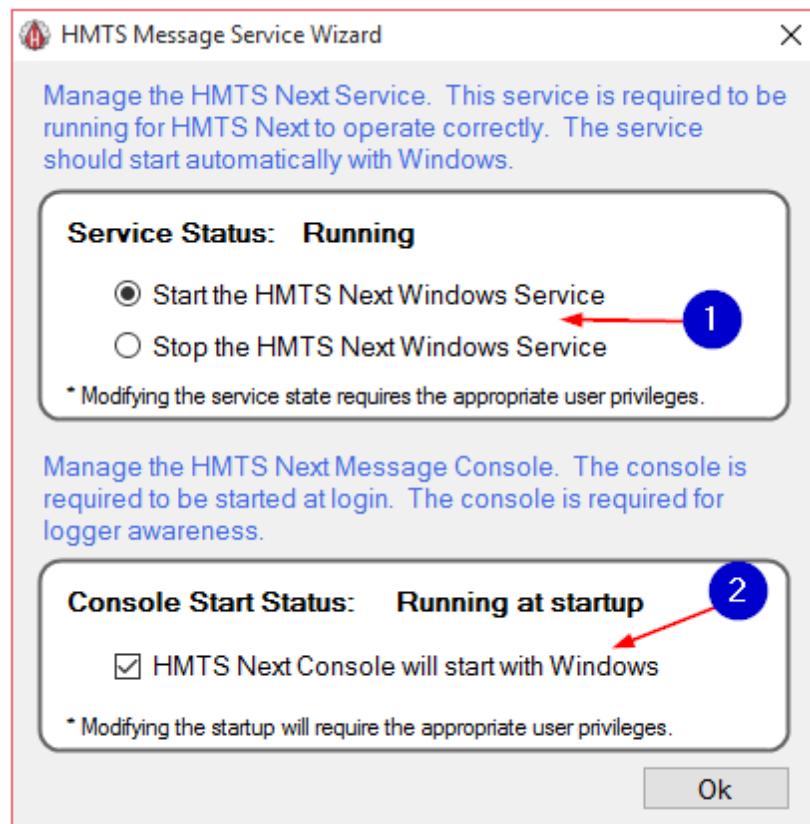 HMTS Message Service Wizard
Manage the HMTS Next Service. This service is required to be
running for HMTS Next to operate correctly. The service
should start automatically with Windows.
Service Status: Running
Start the HMTS Next Windows Service
1
Stop the HMTS Next Windows Service
* Modifying the service state requires the appropriate user privileges.
Manage the HMTS Next Message Console. The console is
required to be started at login. The console is required for
logger awareness.
Console Start Status: Running at startup
2
HMTS Next Console will start with Windows
* Modifying the startup will require the appropriate user privileges.
Ok